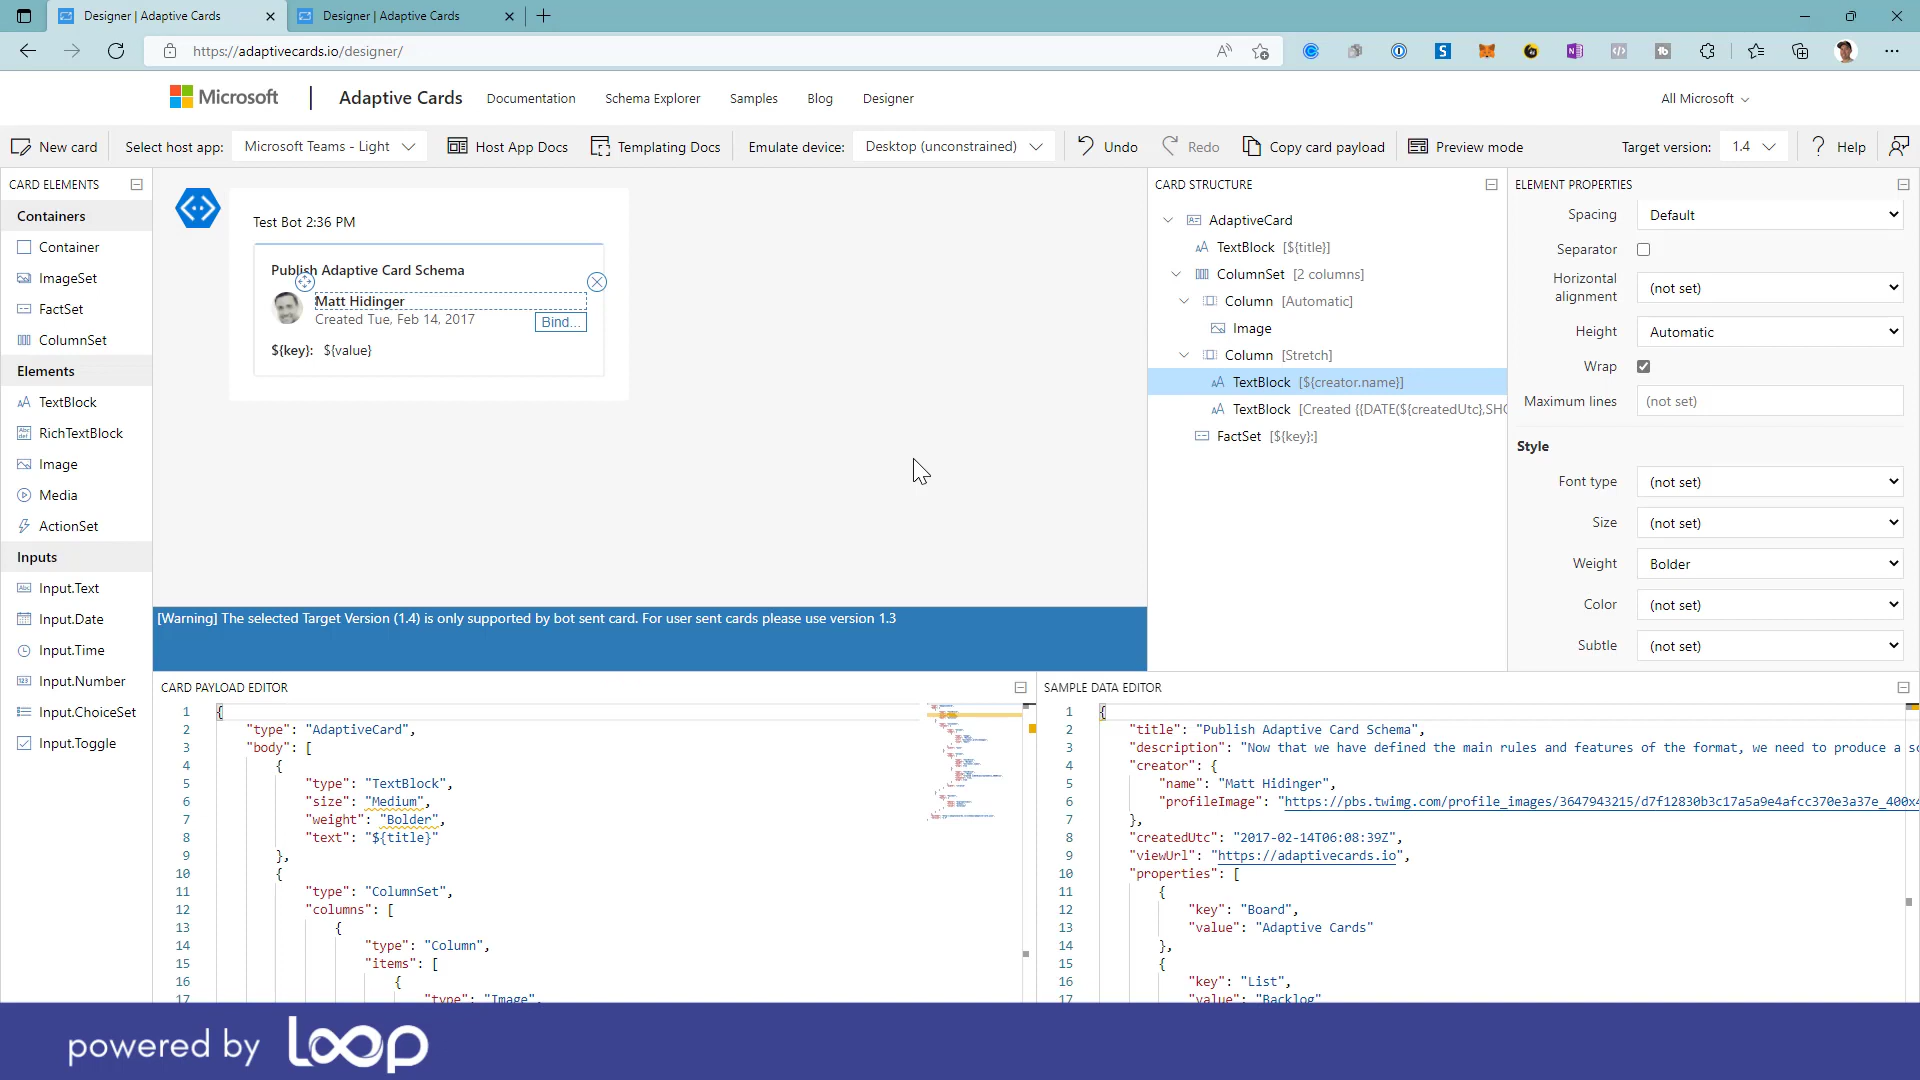 Designer | Adaptive Cards
Designer | Adaptive Cards
https://adaptivecards.io/designer/
Microsoft
Adaptive Cards
Documentation
Schema Explorer
Samples
Blog
Designer
All Microsoft
New card
Select host app:
Microsoft Teams - Light
Host App Docs
Templating Docs
Emulate device:
Desktop (unconstrained)
Undo
Redo
Copy card payload
Preview mode
Target version:
1.4
Help
CARD ELEMENTS
Containers
Container
ImageSet
FactSet
ColumnSet
Elements
TextBlock
RichTextBlock
Image
Media
ActionSet
Inputs
Input.Text
Input.Date
Input.Time
Input.Number
Input.ChoiceSet
Input.Toggle
Test Bot 2:36 PM
Publish Adaptive Card Schema
Matt Hidinger
Created Tue, Feb 14, 2017
Bind...
${key}: ${value}
[Warning] The selected Target Version (1.4) is only supported by bot sent card. For user sent cards please use version 1.3
CARD STRUCTURE
AdaptiveCard
TextBlock [${title}]
ColumnSet [2 columns]
Column [Automatic]
Image
Column [Stretch]
TextBlock [${creator.name}]
TextBlock [Created {{DATE(${createdUtc},SHO
FactSet [${key}:]
ELEMENT PROPERTIES
Spacing Default
Separator
Horizontal alignment (not set)
Height Automatic
Wrap
Maximum lines (not set)
Style
Font type (not set)
Size (not set)
Weight Bolder
Color (not set)
Subtle (not set)
CARD PAYLOAD EDITOR
1 {
2 "type": "AdaptiveCard",
3 "body": [
4 {
5 "type": "TextBlock",
6 "size": "Medium",
7 "weight": "Bolder",
8 "text": "${title}"
9 },
10 {
11 "type": "ColumnSet",
12 "columns": [
13 {
14 "type": "Column",
15 "items": [
16 {
17 "type": "Image",
SAMPLE DATA EDITOR
1 {
2 "title": "Publish Adaptive Card Schema",
3 "description": "Now that we have defined the main rules and features of the format, we need to produce a sc
4 "creator": {
5 "name": "Matt Hidinger",
6 "profileImage": "https://pbs.twimg.com/profile_images/3647943215/d7f12830b3c17a5a9e4afcc370e3a37e_400x4
7 },
8 "createdUtc": "2017-02-14T06:08:39Z",
9 "viewUrl": "https://adaptivecards.io",
10 "properties": [
11 {
12 "key": "Board",
13 "value": "Adaptive Cards"
14 },
15 {
16 "key": "List",
17 "value": "Backlog"
powered by loop